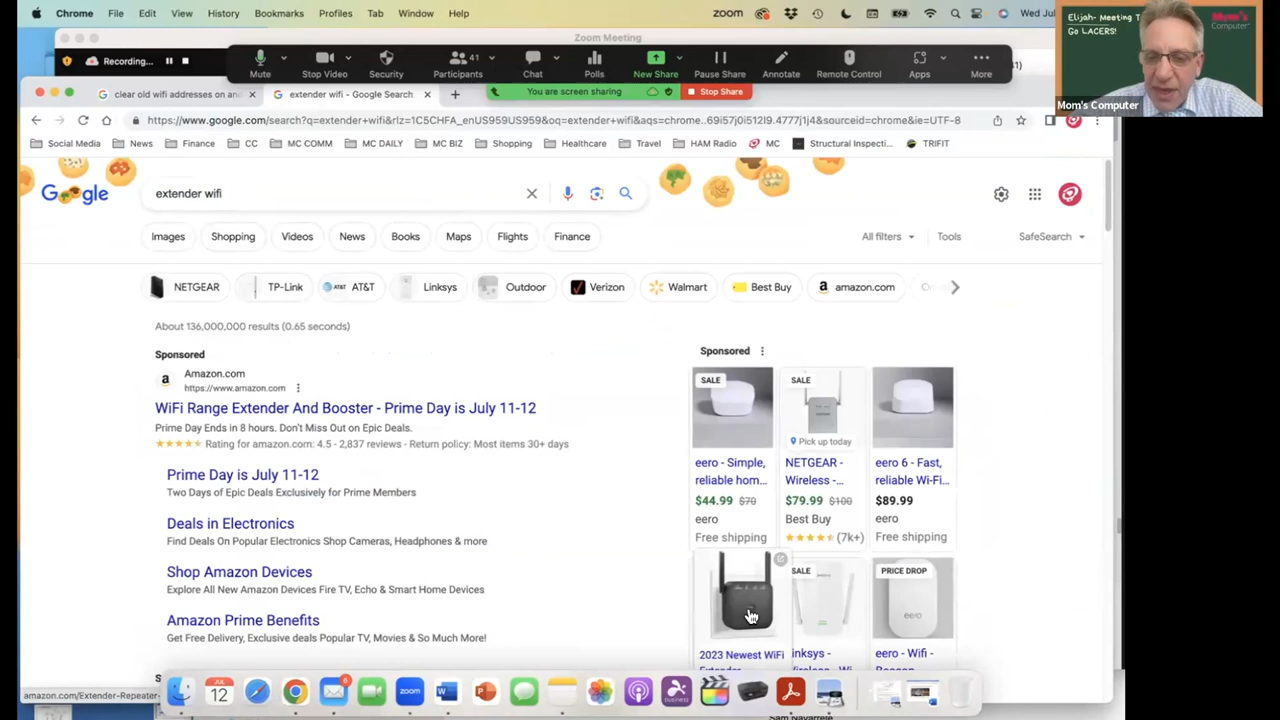 Chrome File Edit View History Bookmarks Profiles Tab Window Help zoom Wed Jul
Zoom Meeting
Recording...
Mute Stop Video Security Participants 41 Chat Polls New Share Pause Share Annotate Remote Control Apps More
You are screen sharing Stop Share
Elijah- Meeting
Go LACERS!
Mom's
Computer
Mom's Computer
clear old wifi addresses on an
extender wifi - Google Search
https://www.google.com/search?q=extender+wifi&rlz=1C5CHFA_enUS959US959&oq=extender+wifi&aqs=chrome..69i57j0i512l9.4777j1j4&sourceid=chrome&ie=UTF-8
Social Media News Finance CC MC COMM MC DAILY MC BIZ Shopping Healthcare Travel HAM Radio MC Structural Inspecti... TRIFIT
Google
extender wifi
Images Shopping Videos News Books Maps Flights Finance All filters Tools SafeSearch
NETGEAR TP-Link AT&T Linksys Outdoor Verizon Walmart Best Buy amazon.com
About 136,000,000 results (0.65 seconds)
Sponsored
Amazon.com
https://www.amazon.com
WiFi Range Extender And Booster - Prime Day is July 11-12
Prime Day Ends in 8 hours. Don't Miss Out on Epic Deals.
Rating for amazon.com: 4.5 - 2,837 reviews - Return policy: Most items 30+ days
Prime Day is July 11-12
Two Days of Epic Deals Exclusively for Prime Members
Deals in Electronics
Find Deals On Popular Electronics Shop Cameras, Headphones & more
Shop Amazon Devices
Explore All New Amazon Devices Fire TV, Echo & Smart Home Devices
Amazon Prime Benefits
Get Free Delivery, Exclusive deals Popular TV, Movies & So Much More!
Sponsored
SALE
eero - Simple,
reliable hom...
$44.99 $70
eero
Free shipping
SALE
Pick up today
NETGEAR -
Wireless -...
$79.99 $100
Best Buy
(7k+)
eero 6 - Fast,
reliable Wi-Fi...
$89.99
eero
Free shipping
2023 Newest WiFi
Extender
SALE
inksys -
PRICE DROP
eero
eero - Wifi -
amazon.com/Extender-Repeater-
JUL
12
6
zoom
business
Sam Navarrete